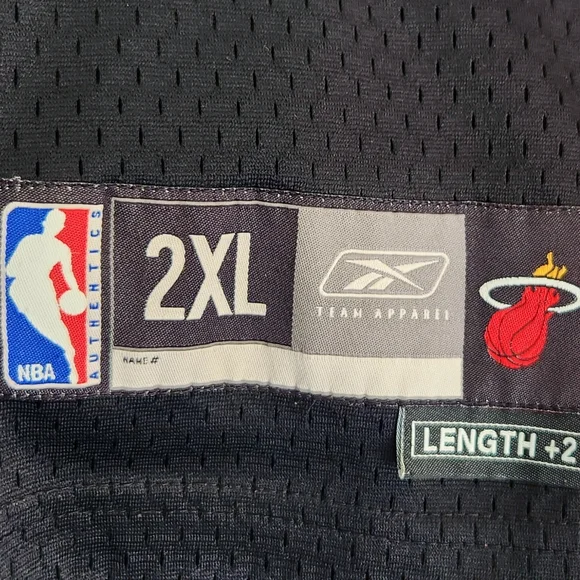 NBA
AUTHENTICS
2XL
TEAM APPAREL
NAME #
LENGTH +2